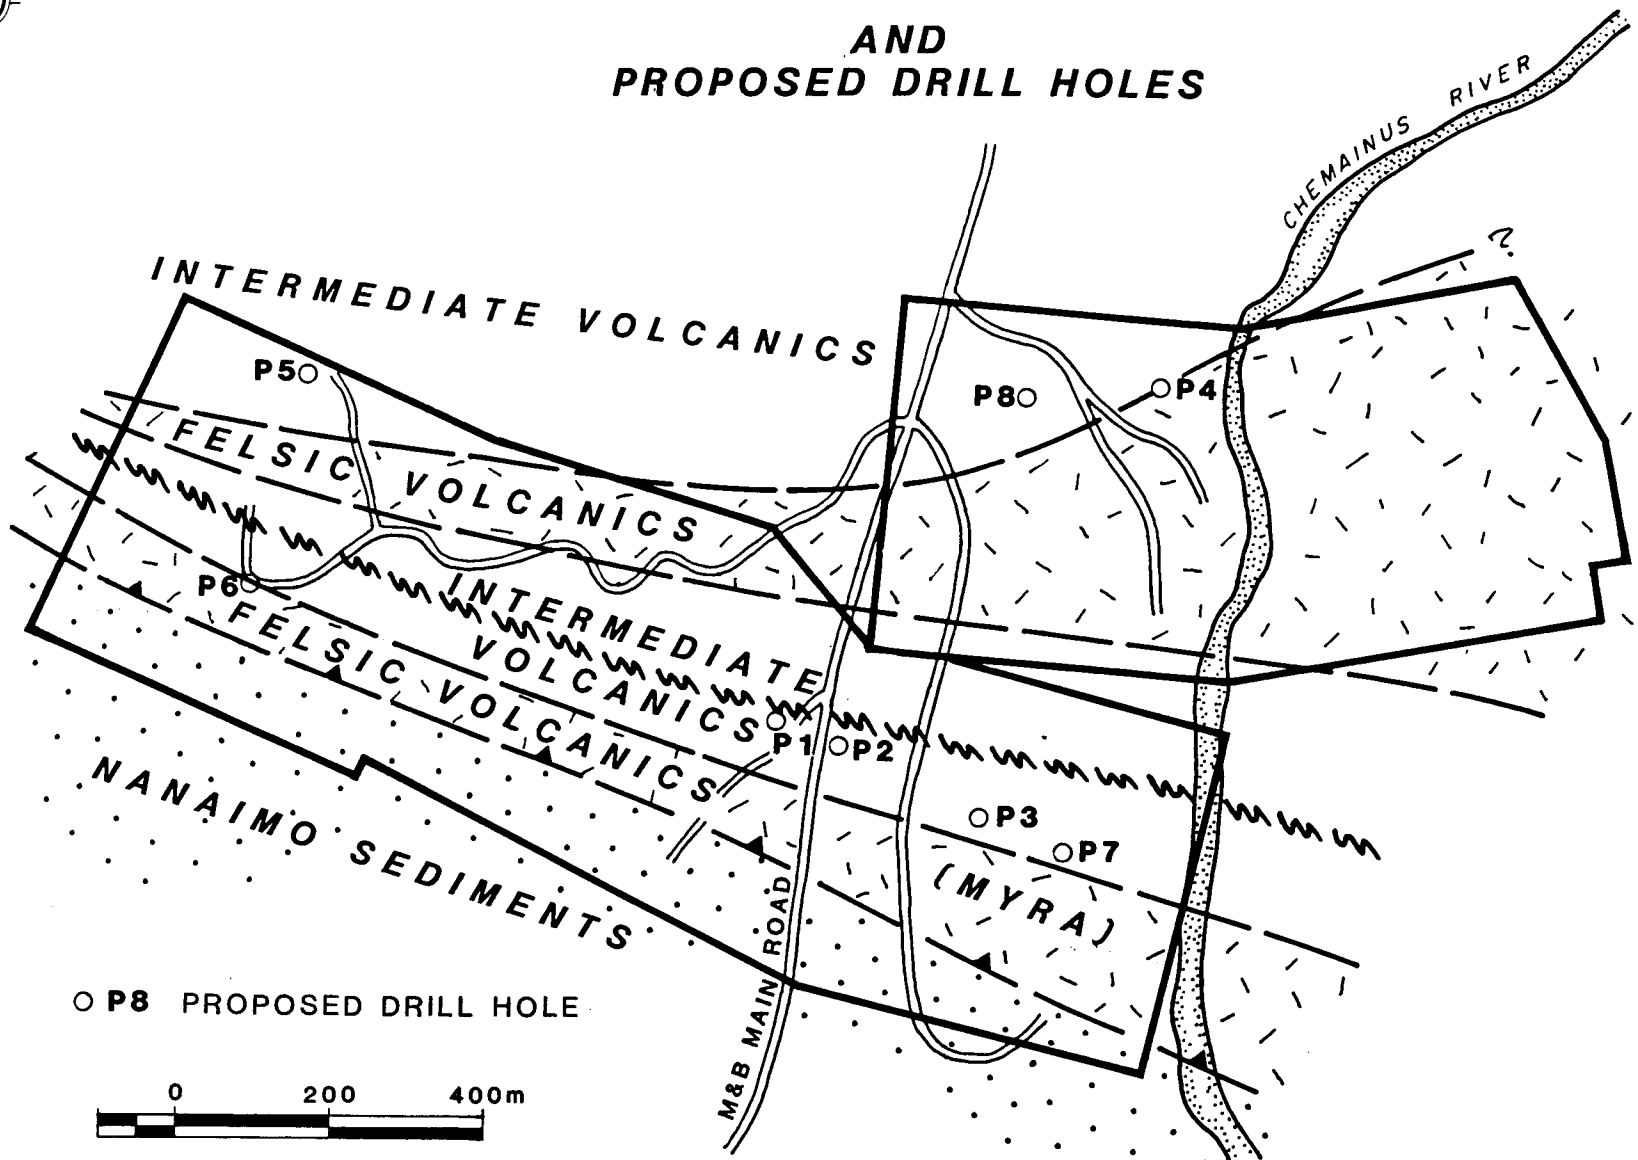 AND
PROPOSED DRILL HOLES
CHEMAINUS RIVER
?
INTERMEDIATE VOLCANICS
P5
P8
P4
FELSIC VOLCANICS
P6
INTERMEDIATE
VOLCANICS
FELSIC VOLCANICS
P1
P2
P3
P7
(MYRA)
NANAIMO SEDIMENTS
M&B MAIN ROAD
P8 PROPOSED DRILL HOLE
0 200 400m